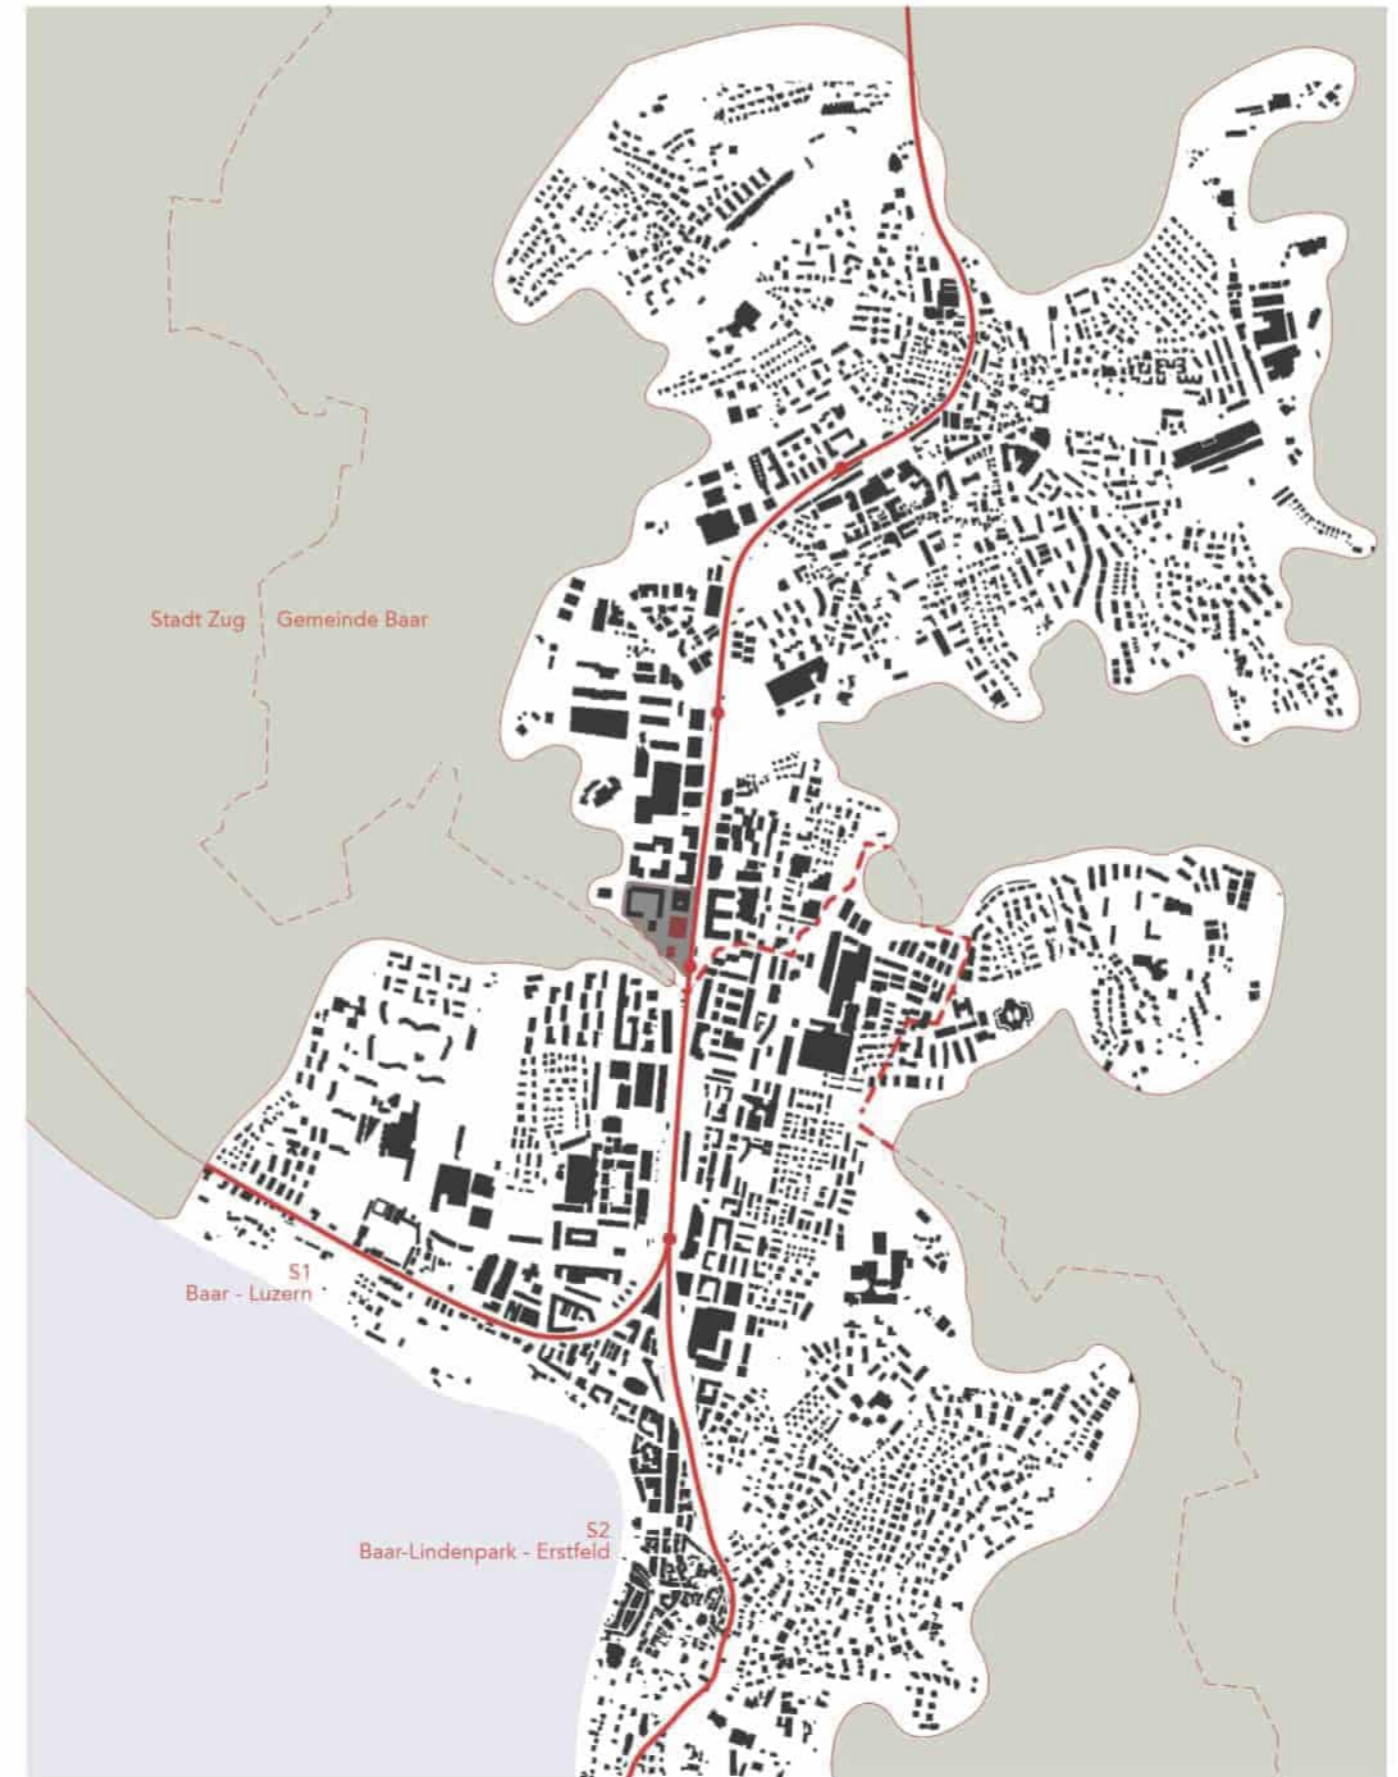 Stadt Zug
Gemeinde Baar
S1
Baar - Luzern
S2
Baar-Lindenpark - Erstfeld